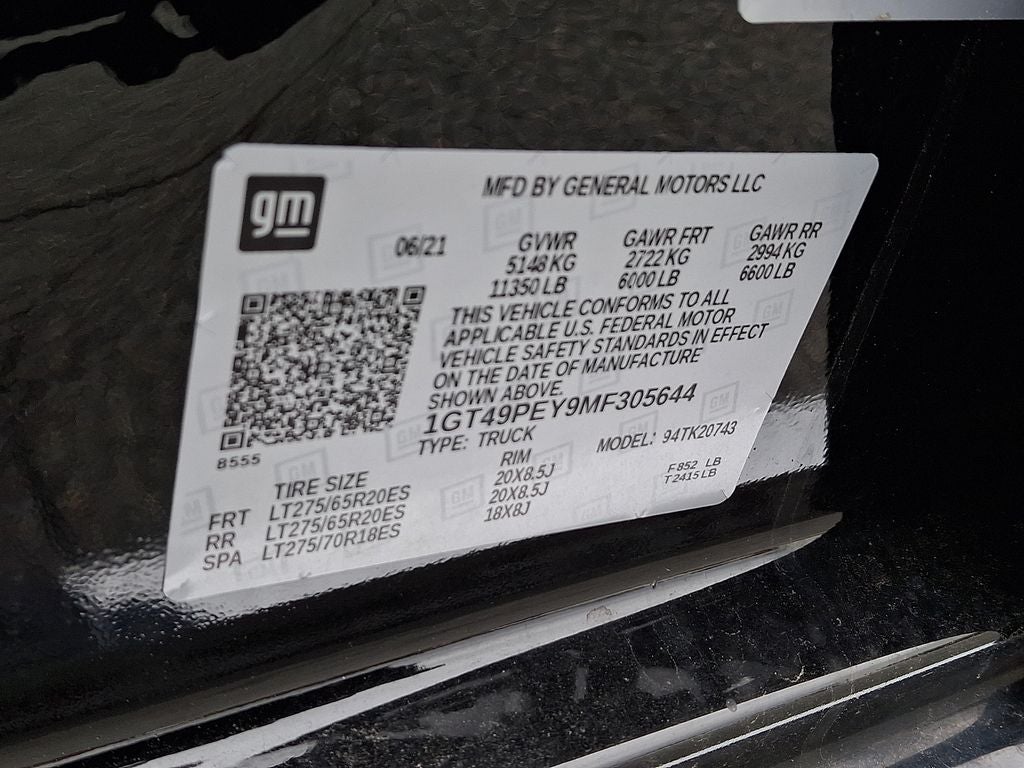 gm
MFD BY GENERAL MOTORS LLC
06/21 GVWR GAWR FRT GAWR RR
5148 KG 2722 KG 2994 KG
11350 LB 6000 LB 6600 LB
THIS VEHICLE CONFORMS TO ALL
APPLICABLE U.S. FEDERAL MOTOR
VEHICLE SAFETY STANDARDS IN EFFECT
ON THE DATE OF MANUFACTURE
SHOWN ABOVE.
1GT49PEY9MF305644
TYPE: TRUCK MODEL: 94TK20743
8555
TIRE SIZE RIM
FRT LT275/65R20ES 20X8.5J F852 LB
RR LT275/65R20ES 20X8.5J T2415LB
SPA LT275/70R18ES 18X8J